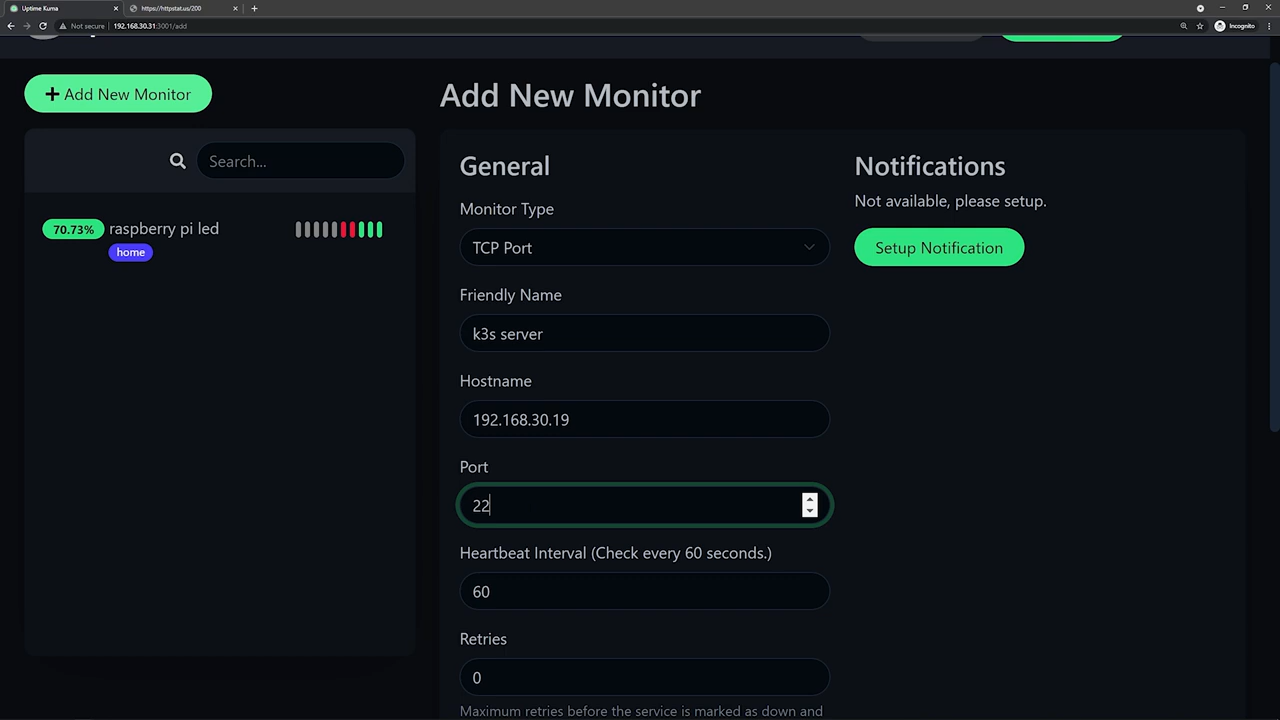 Uptime Kuma
https://httpstat.us/200
Not secure
192.168.30.31:3001/add
Incognito
Add New Monitor
Search...
70.73%
raspberry pi led
home
Add New Monitor
General
Monitor Type
TCP Port
Friendly Name
k3s server
Hostname
192.168.30.19
Port
22
Heartbeat Interval (Check every 60 seconds.)
60
Retries
0
Maximum retries before the service is marked as down and
Notifications
Not available, please setup.
Setup Notification